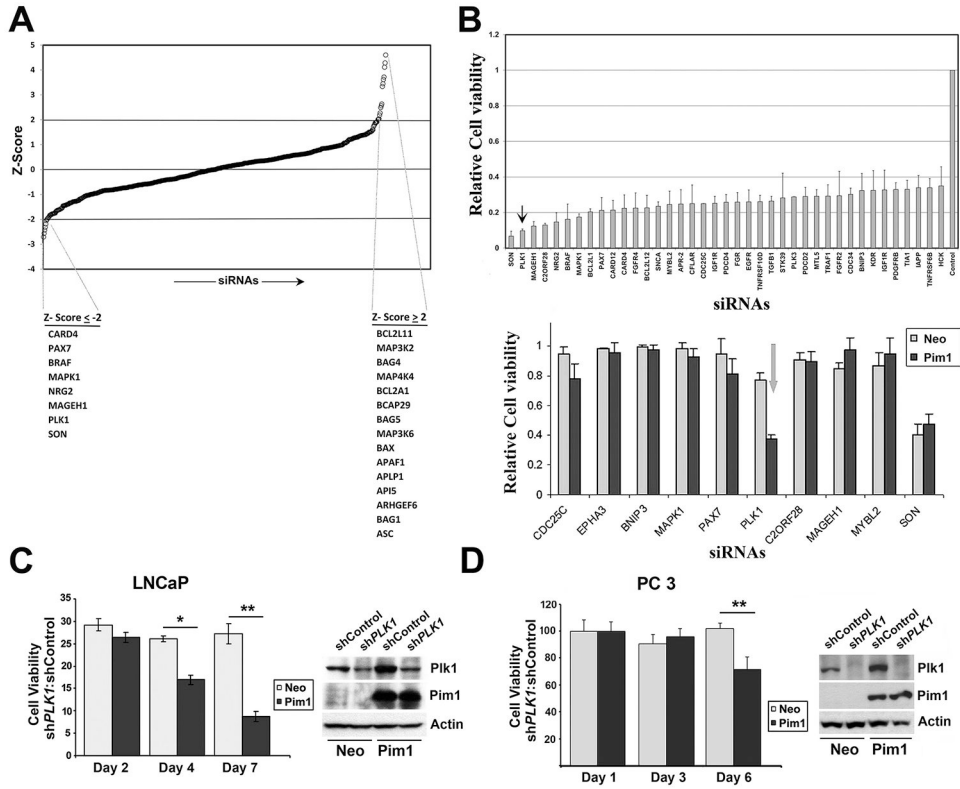 A
5
4
3
2
1
0
-1
-2
-3
-4
Z-Score
siRNAs
Z- Score ≤ -2
CARD4
PAX7
BRAF
MAPK1
NRG2
MAGEH1
PLK1
SON
Z- Score ≥ 2
BCL2L11
MAP3K2
BAG4
MAP4K4
BCL2A1
BCAP29
BAG5
MAP3K6
BAX
APAF1
APLP1
API5
ARHGEF6
BAG1
ASC
B
Relative Cell viability
1.2
1
0.8
0.6
0.4
0.2
0
SON
PLK1
MAGEH1
C2ORF28
NRG2
BRAF
MAPK1
BCL2L1
PAX7
CARD12
CARD4
FGFR4
BCL2L12
SNCA
MYBL2
APR-2
CFLAR
CDC25C
IGF1R
PDCD4
FGR
EGFR
TNFRSF10D
TGFB1
STK39
PLK3
PDCD2
MTL5
TRAF1
FGFR2
CDC34
BNIP3
KDR
IGF1R
PDGFRB
TIA1
IAPP
TNFRSF6B
HCK
Control
siRNAs
Relative Cell viability
1
0.8
0.6
0.4
0.2
0
Neo
Pim1
CDC25C
EPHA3
BNIP3
MAPK1
PAX7
PLK1
C2ORF28
MAGEH1
MYBL2
SON
siRNAs
C
LNCaP
Cell Viability
shPLK1:shControl
35
30
25
20
15
10
5
0
*
**
Neo
Pim1
Day 2
Day 4
Day 7
shControl
shPLK1
shControl
shPLK1
Plk1
Pim1
Actin
Neo
Pim1
D
PC 3
Cell Viability
shPLK1:shControl
120
100
80
60
40
20
0
**
Neo
Pim1
Day 1
Day 3
Day 6
shControl
shPLK1
shControl
shPLK1
Plk1
Pim1
Actin
Neo
Pim1